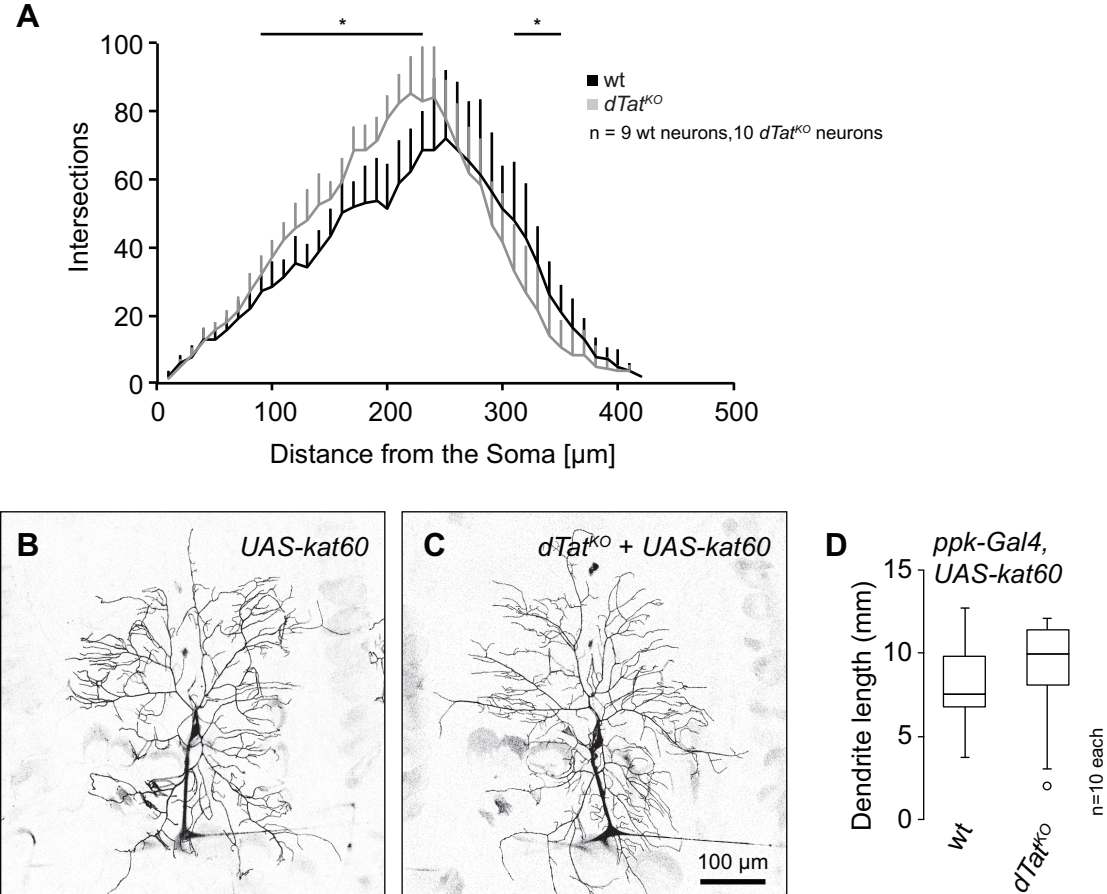 A
*
*
100
80
60
40
20
0
Intersections
0 100 200 300 400 500
Distance from the Soma [µm]
wt
dTatᴷᴼ
n = 9 wt neurons,10 dTatᴷᴼ neurons
B
UAS-kat60
C
dTatᴷᴼ + UAS-kat60
100 µm
D
ppk-Gal4,
UAS-kat60
15
10
5
0
Dendrite length (mm)
wt
dTatᴷᴼ
n=10 each